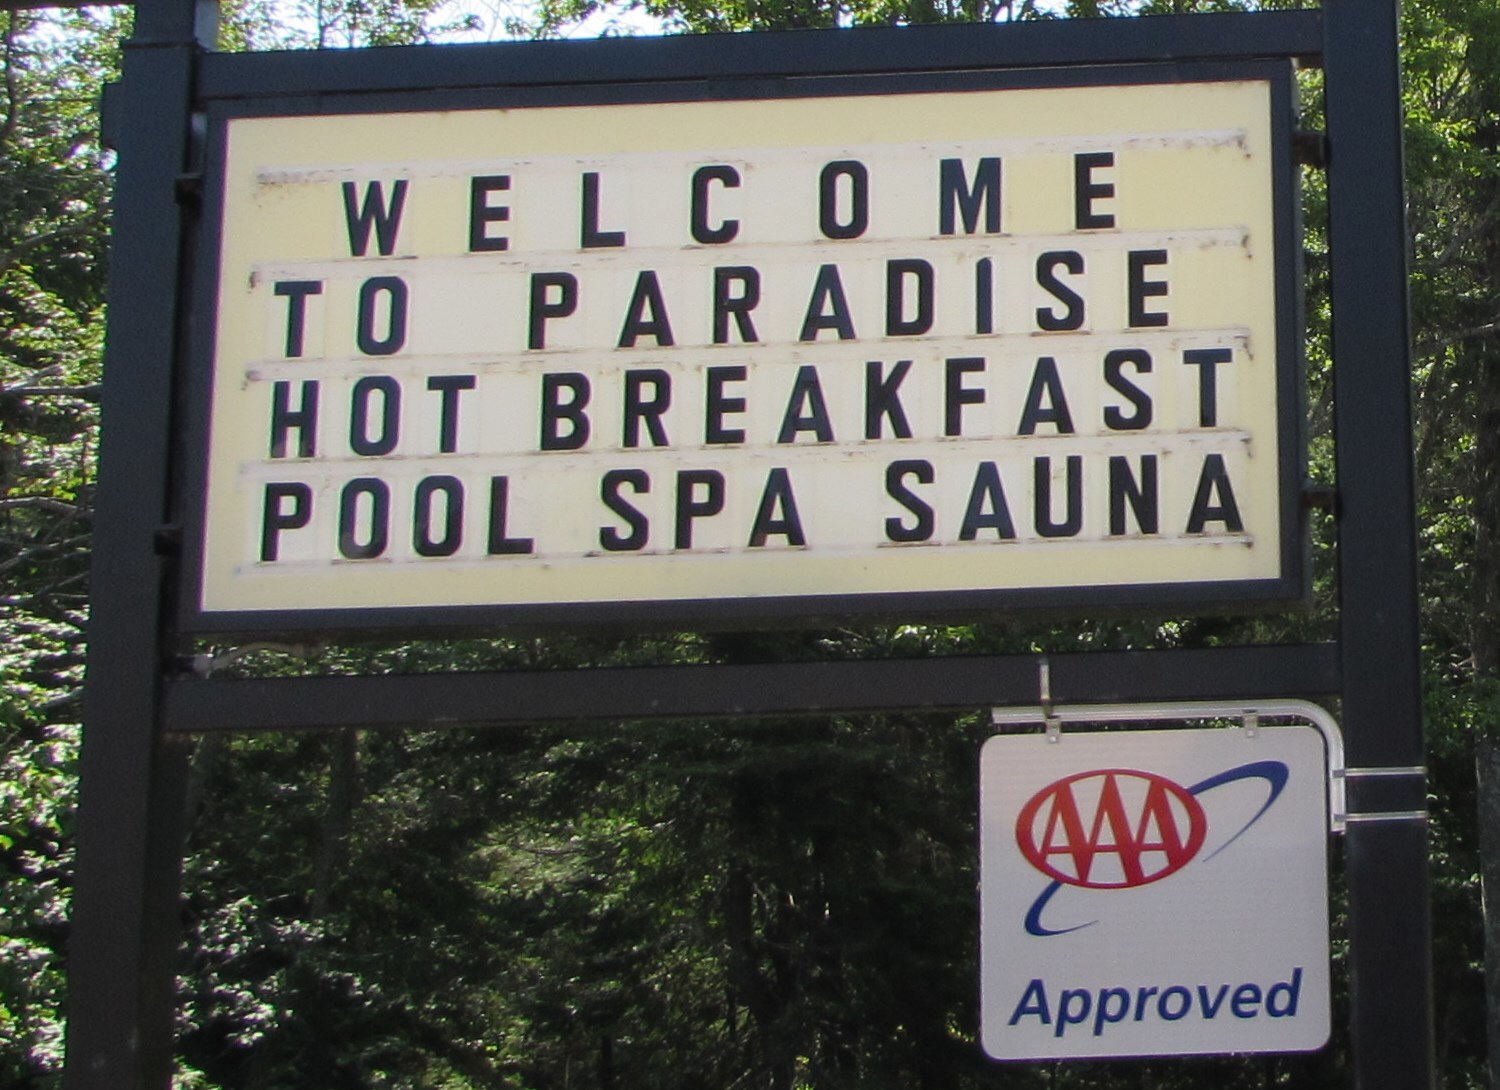 WELCOME
TO PARADISE
HOT BREAKFAST
POOL SPA SAUNA
AAA
Approved